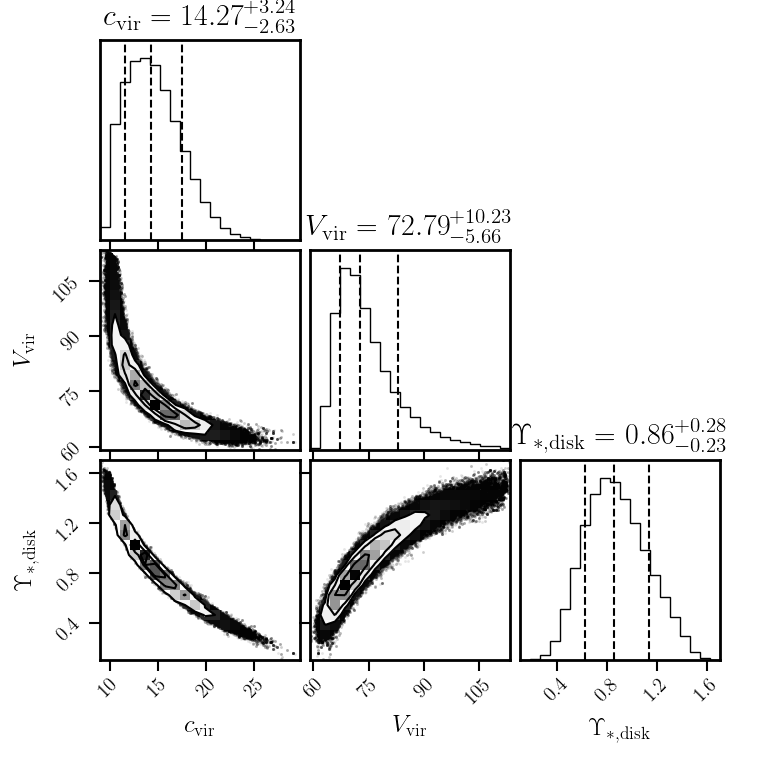 c_vir = 14.27^{+3.24}_{-2.63}
V_vir = 72.79^{+10.23}_{-5.66}
V_vir
105
90
75
60
ϒ_{*,disk} = 0.86^{+0.28}_{-0.23}
ϒ_{*,disk}
1.6
1.2
0.8
0.4
10 15 20 25
60 75 90 105
0.4 0.8 1.2 1.6
c_vir
V_vir
ϒ_{*,disk}